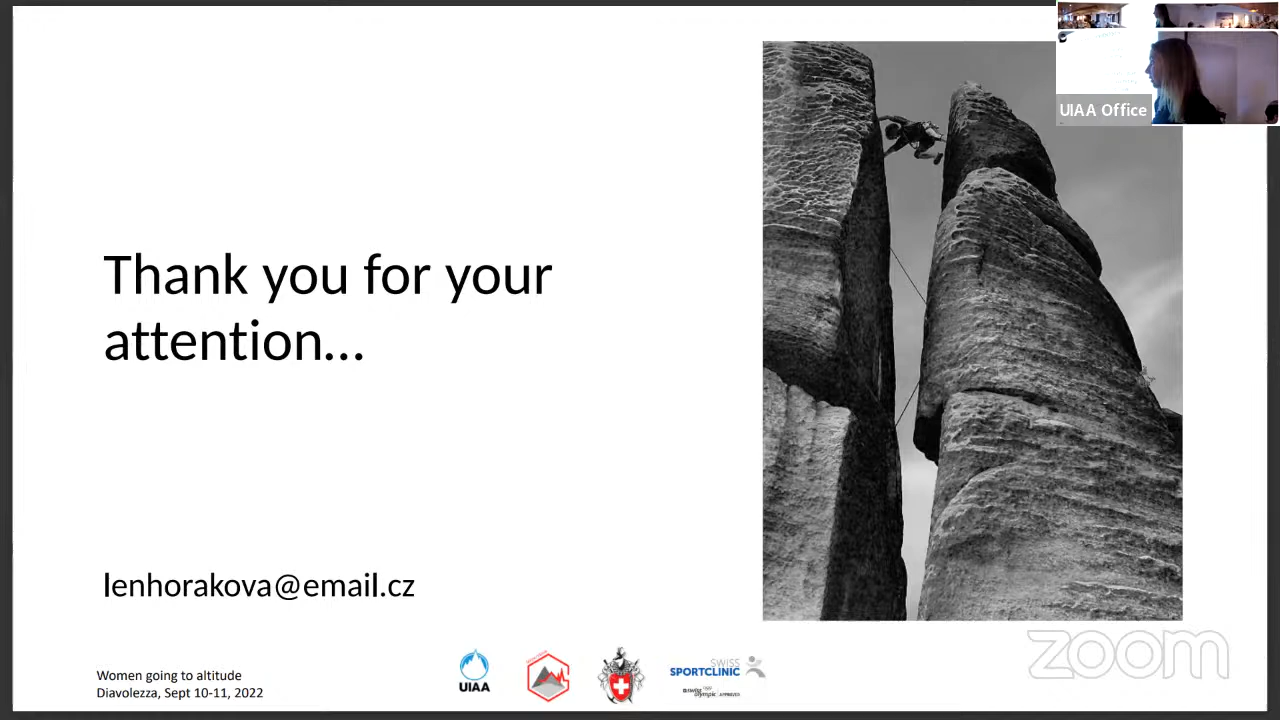 UIAA Office
Thank you for your
attention...
lenhorakova@email.cz
Women going to altitude
Diavolezza, Sept 10-11, 2022
UIAA
SWISS
SPORTCLINIC
zoom